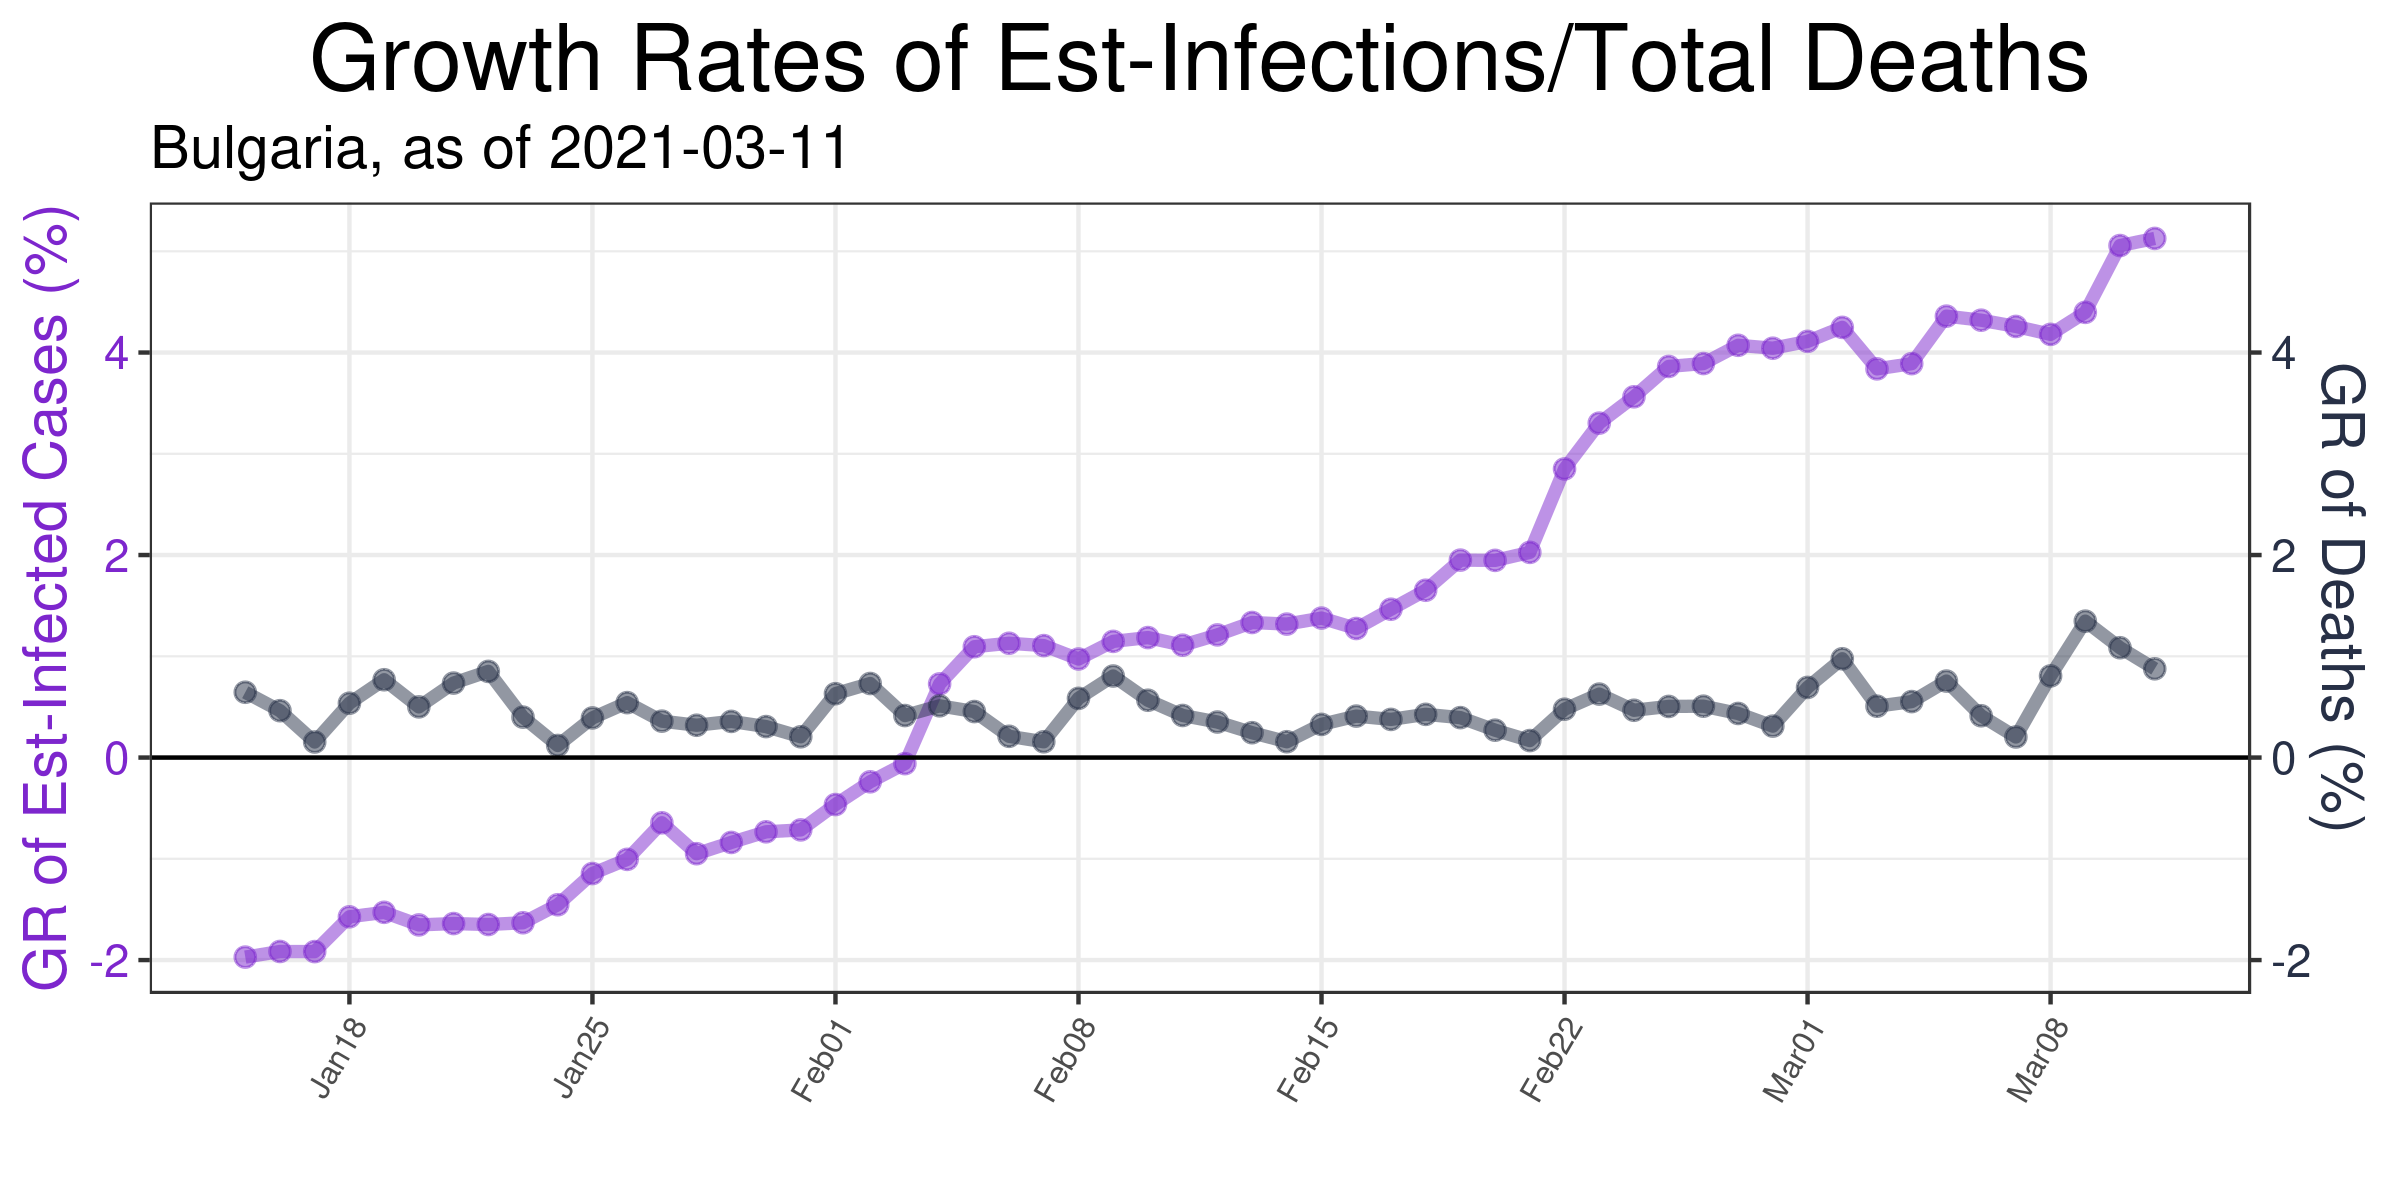 Growth Rates of Est-Infections/Total Deaths
Bulgaria, as of 2021-03-11
GR of Est-Infected Cases (%)
4
2
0
-2
4
2
0
-2
GR of Deaths (%)
Jan18
Jan25
Feb01
Feb08
Feb15
Feb22
Mar01
Mar08